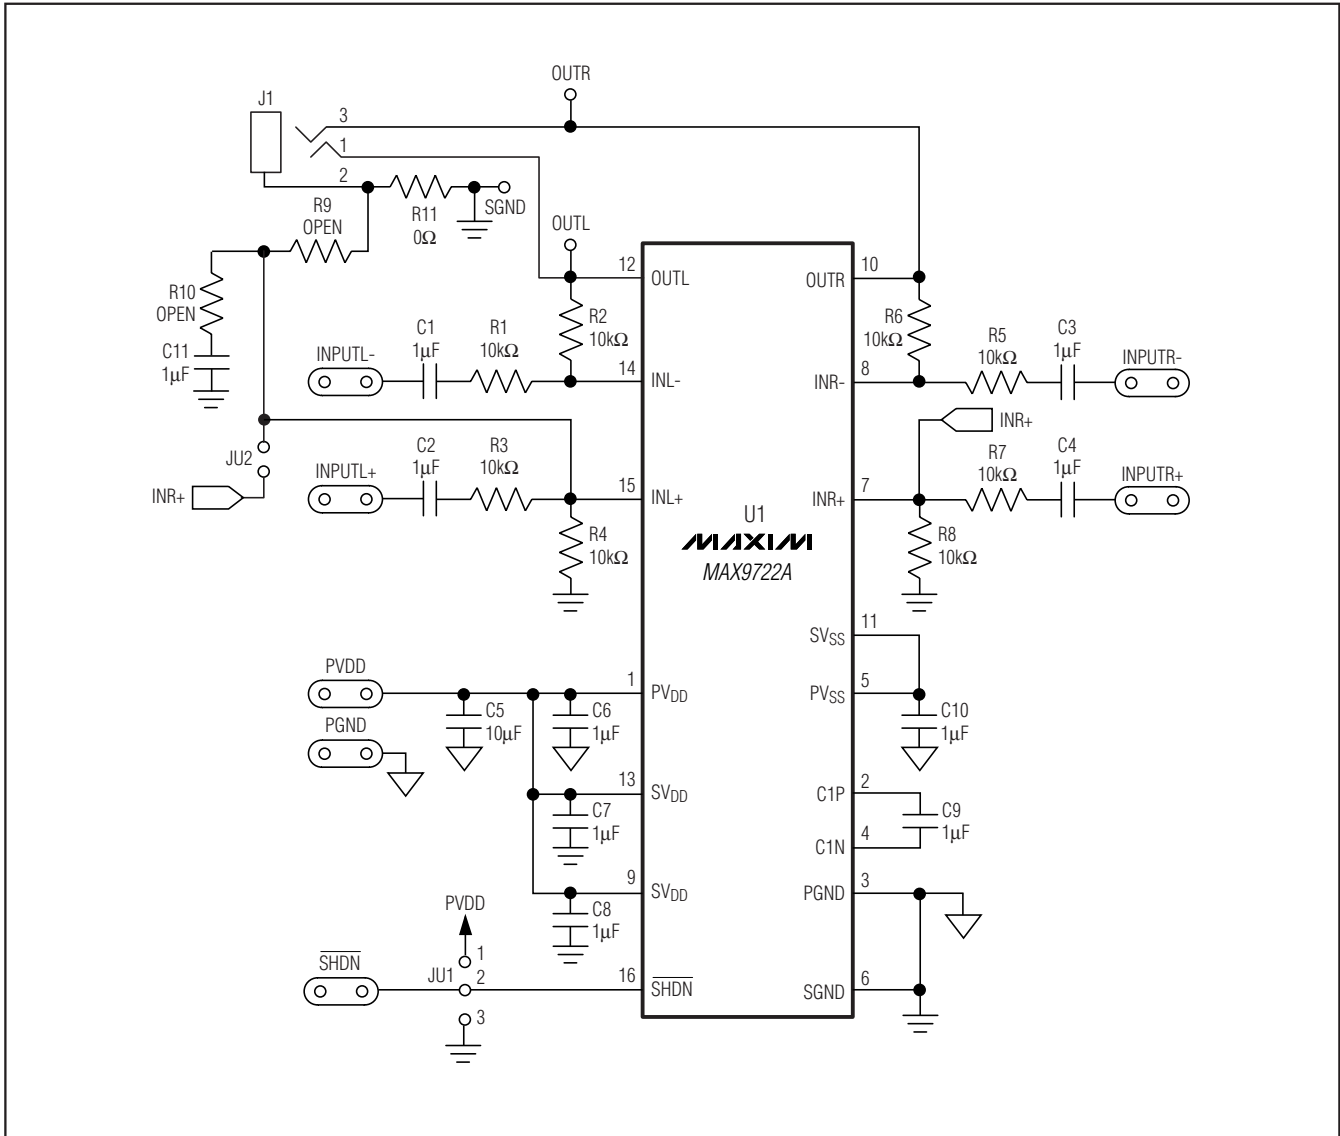 OUTR
J1
3
1
2
R9
OPEN
R11
0Ω
SGND
OUTL
R10
OPEN
C11
1µF
12
OUTL
OUTR
10
R2
10kΩ
R6
10kΩ
INPUTL-
C1
1µF
R1
10kΩ
14
INL-
INR-
8
R5
10kΩ
C3
1µF
INPUTR-
INR+
JU2
INR+
INPUTL+
C2
1µF
R3
10kΩ
15
INL+
INR+
7
R7
10kΩ
C4
1µF
INPUTR+
R4
10kΩ
U1
MAXIM
MAX9722A
R8
10kΩ
SVSS
11
PVDD
1
PVDD
PVSS
5
PGND
C5
10µF
C6
1µF
C10
1µF
13
SVDD
C7
1µF
C1P
2
C9
1µF
C1N
4
9
SVDD
C8
1µF
PGND
3
PVDD
SHDN
JU1
1
2
3
16
SHDN
SGND
6